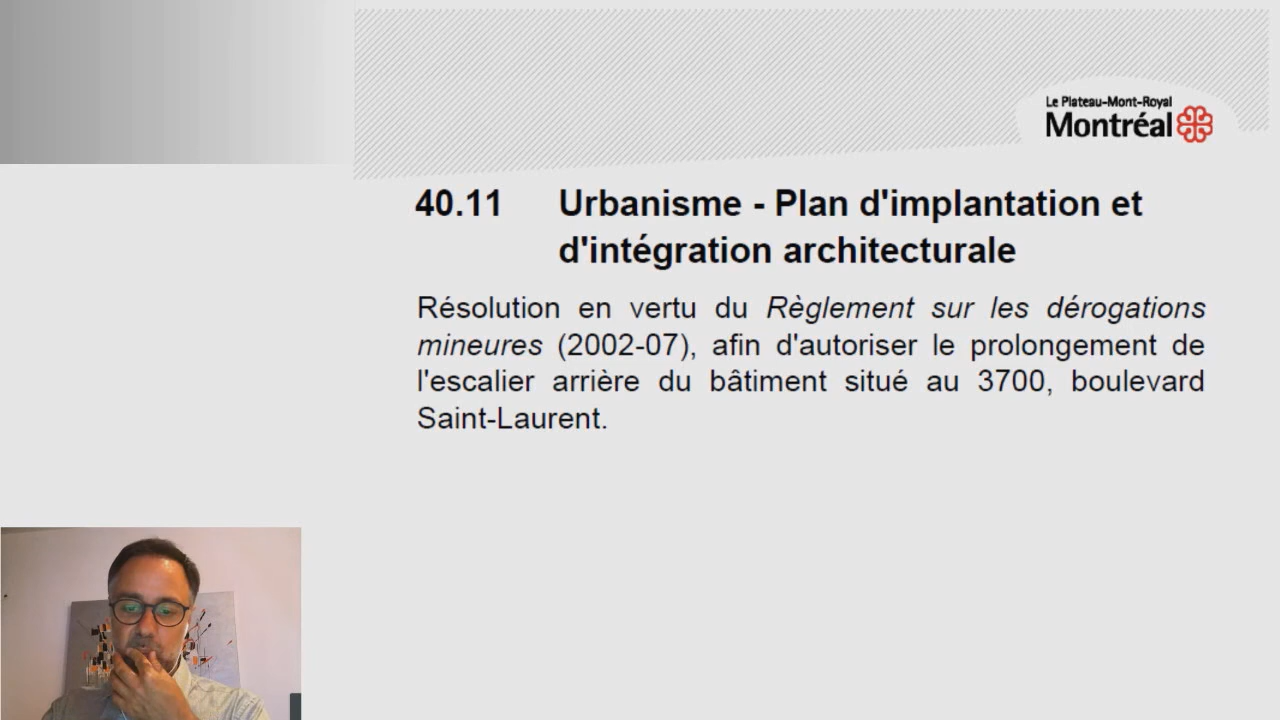 Le Plateau-Mont-Royal
Montréal
40.11 Urbanisme - Plan d'implantation et
d'intégration architecturale
Résolution en vertu du Règlement sur les dérogations
mineures (2002-07), afin d'autoriser le prolongement de
l'escalier arrière du bâtiment situé au 3700, boulevard
Saint-Laurent.